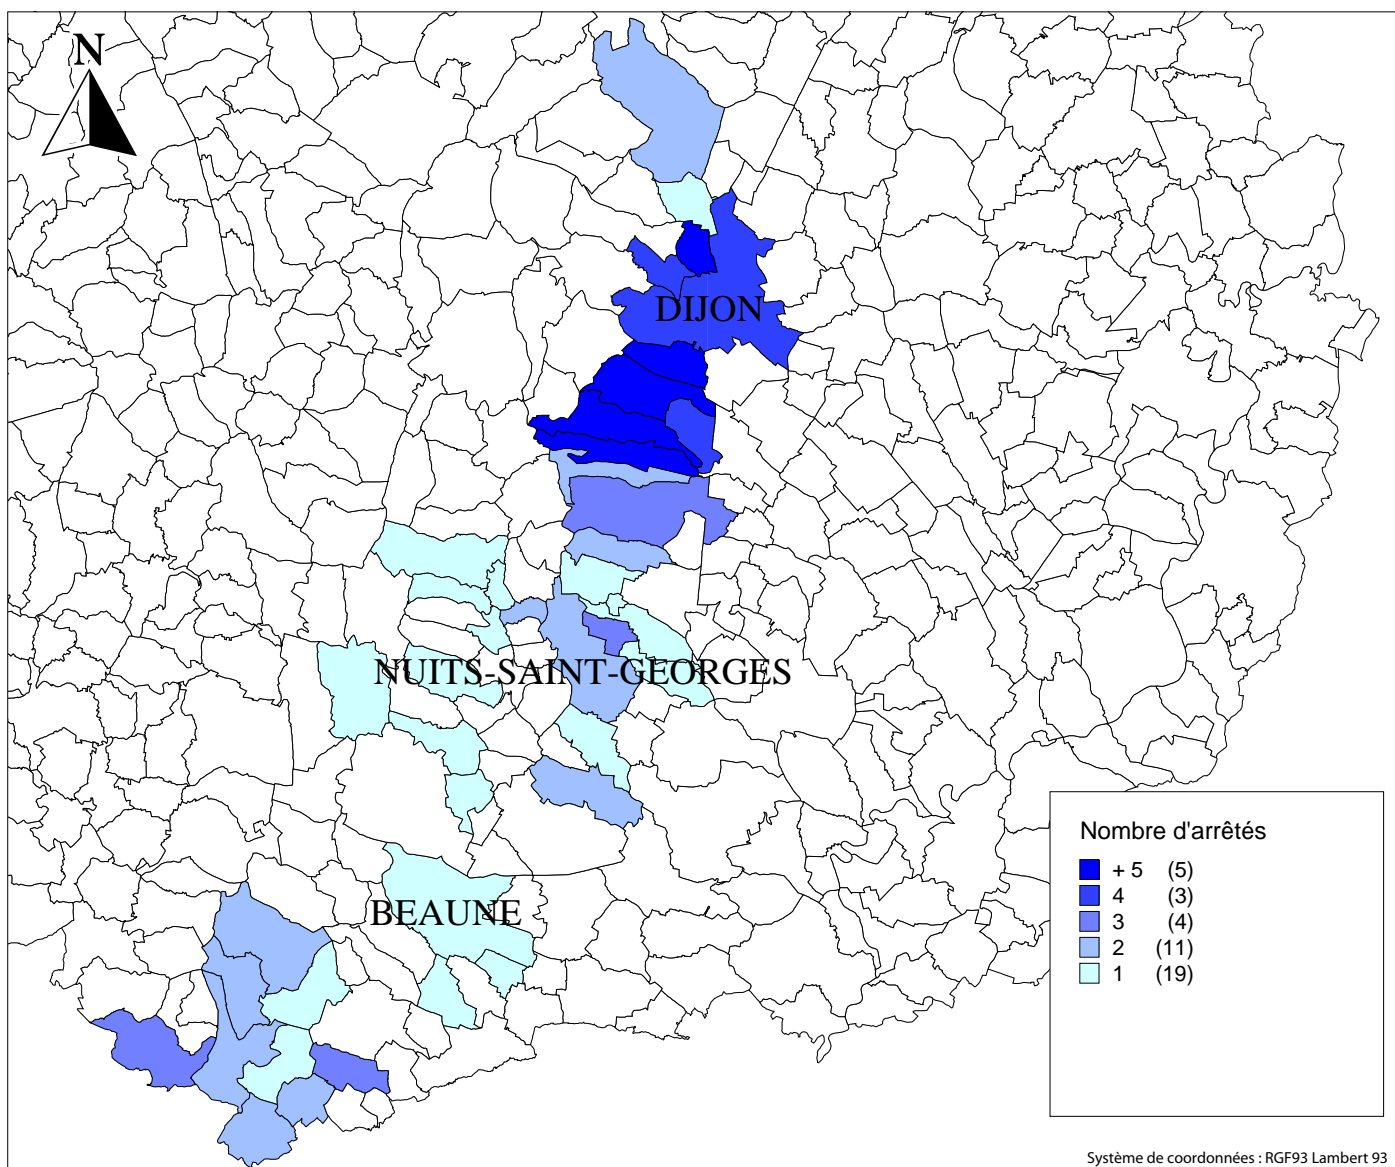 N
DIJON
NUITS-SAINT-GEORGES
BEAUNE
Nombre d'arrêtés
+ 5 (5)
4 (3)
3 (4)
2 (11)
1 (19)
Système de coordonnées : RGF93 Lambert 93